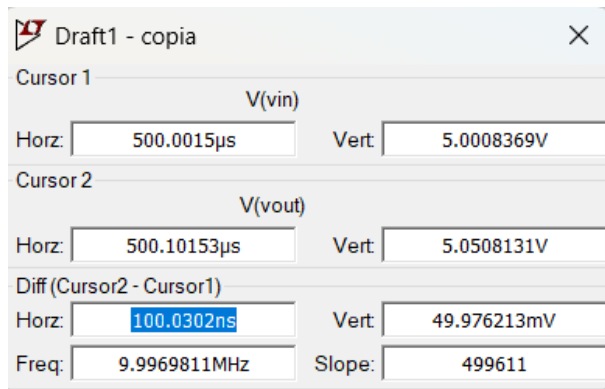 Draft1 - copia
Cursor 1
V(vin)
Horz: 500.0015µs Vert: 5.0008369V
Cursor 2
V(vout)
Horz: 500.10153µs Vert: 5.0508131V
Diff (Cursor2 - Cursor1)
Horz: 100.0302ns Vert: 49.976213mV
Freq: 9.9969811MHz Slope: 499611